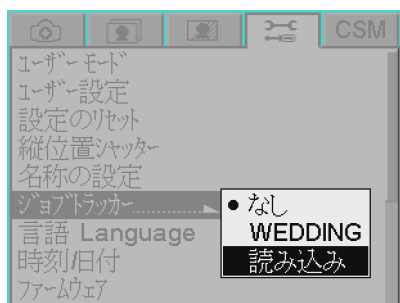 CSM
ユーザーモード
ユーザー設定
設定のリセット
縦位置シャッター
名称の設定
ジョブトラッカー..............
なし
WEDDING
読み込み
言語 Language
時刻/日付
ファームウェア